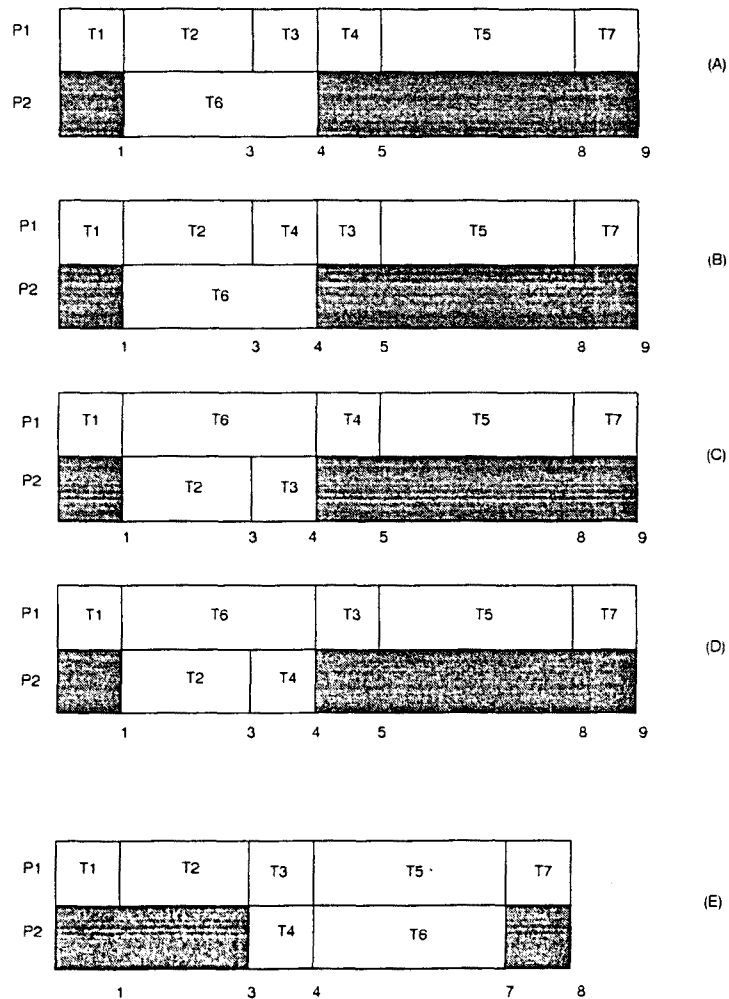 P1 T1 T2 T3 T4 T5 T7
(A)
P2 T6
1 3 4 5 8 9
P1 T1 T2 T4 T3 T5 T7
(B)
P2 T6
1 3 4 5 8 9
P1 T1 T6 T4 T5 T7
(C)
P2 T2 T3
1 3 4 5 8 9
P1 T1 T6 T3 T5 T7
(D)
P2 T2 T4
1 3 4 5 8 9
P1 T1 T2 T3 T5 T7
(E)
P2 T4 T6
1 3 4 7 8